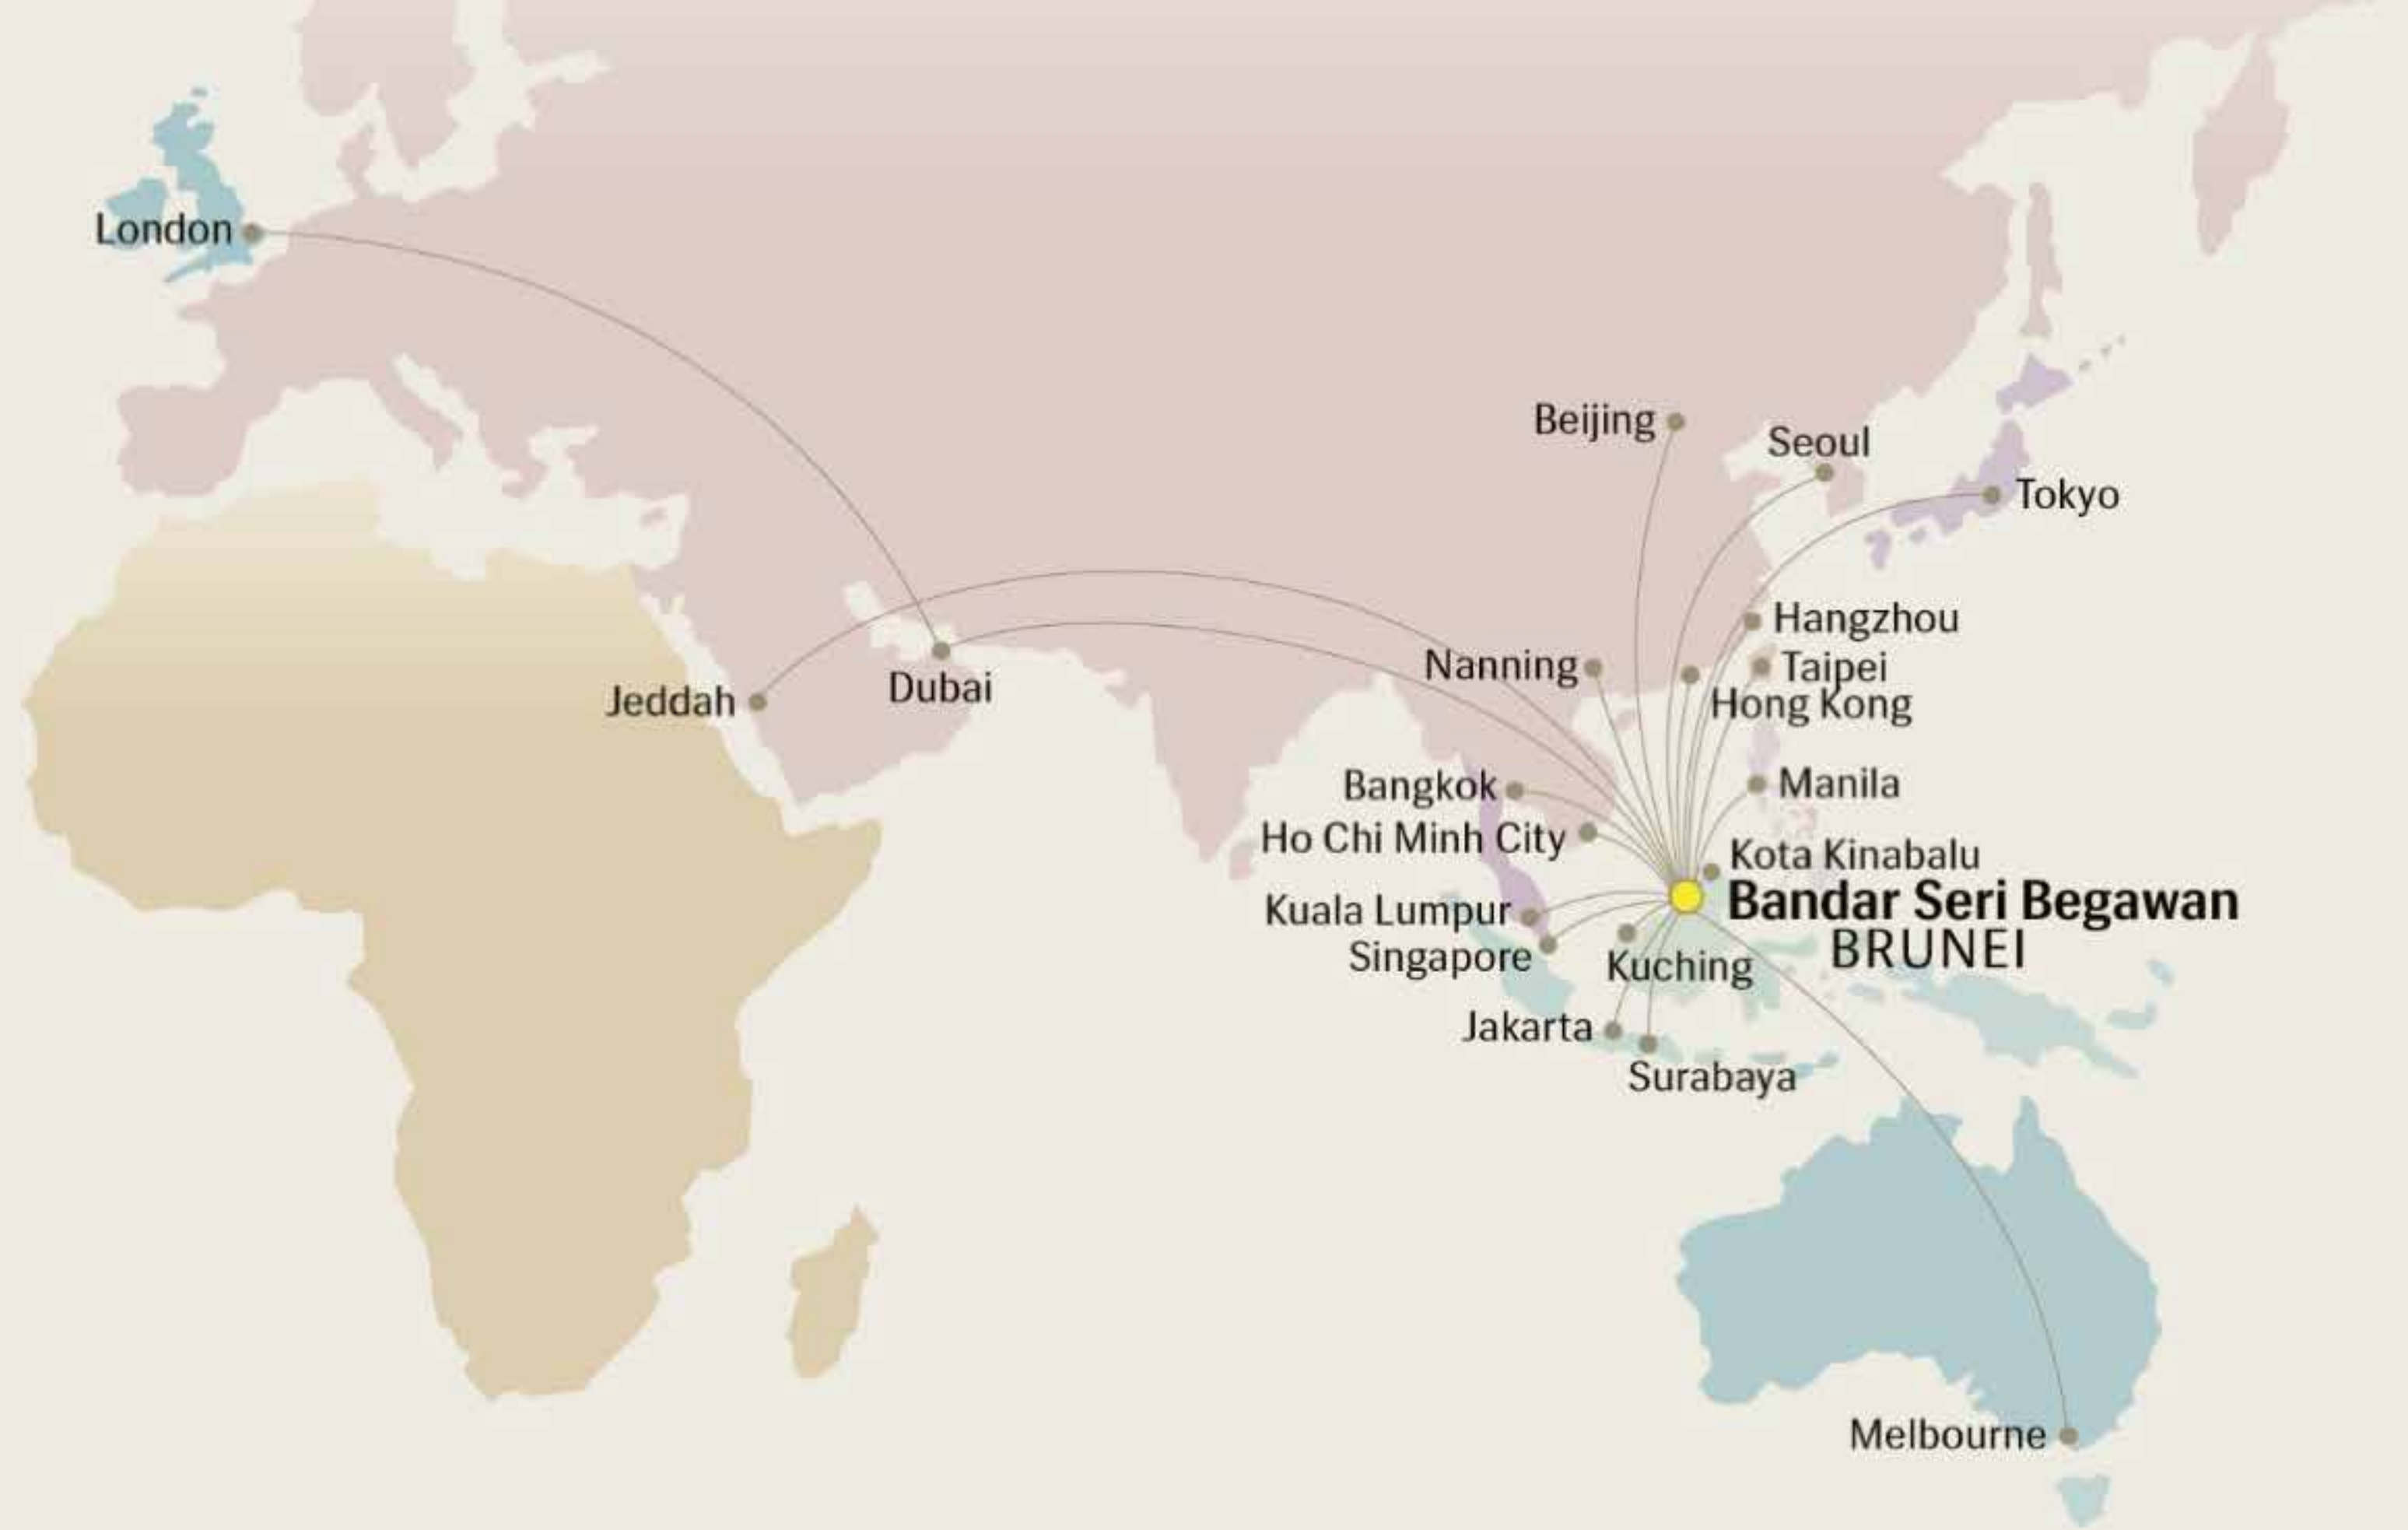 London
Beijing
Seoul
Tokyo
Hangzhou
Nanning
Taipei
Jeddah
Dubai
Hong Kong
Bangkok
Manila
Ho Chi Minh City
Kota Kinabalu
Kuala Lumpur
Bandar Seri Begawan
BRUNEI
Singapore
Kuching
Jakarta
Surabaya
Melbourne